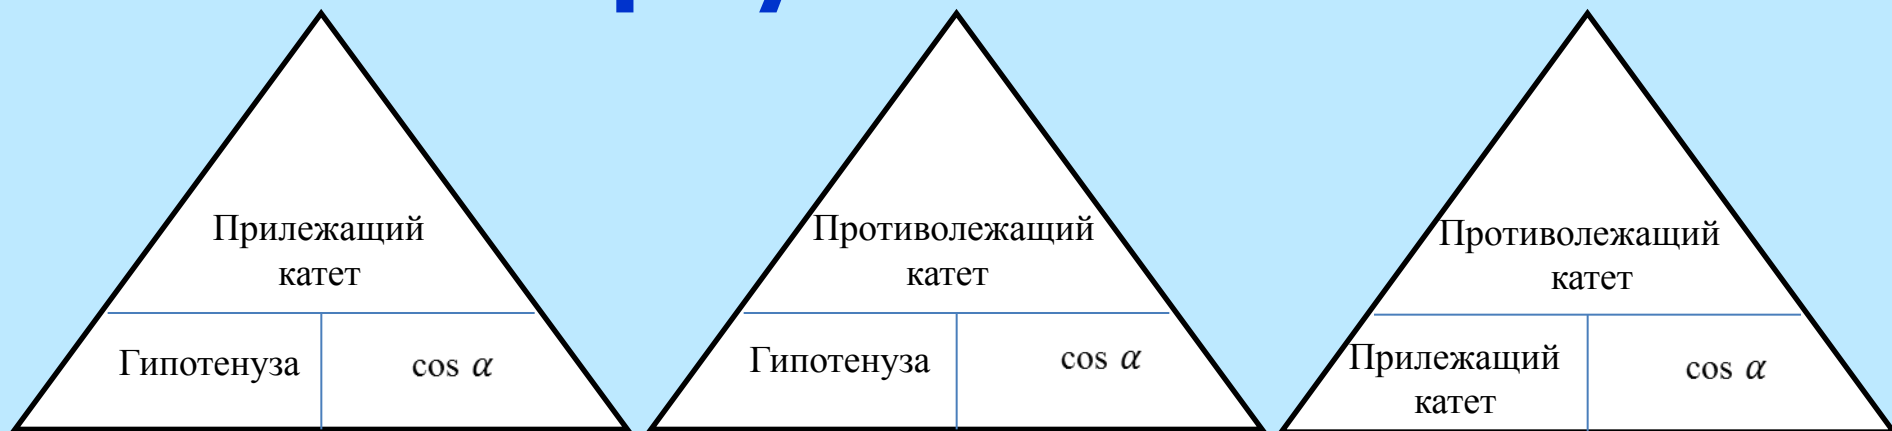 Прилежащий
катет
Гипотенуза
cos α
Противолежащий
катет
Гипотенуза
cos α
Противолежащий
катет
Прилежащий
катет
cos α